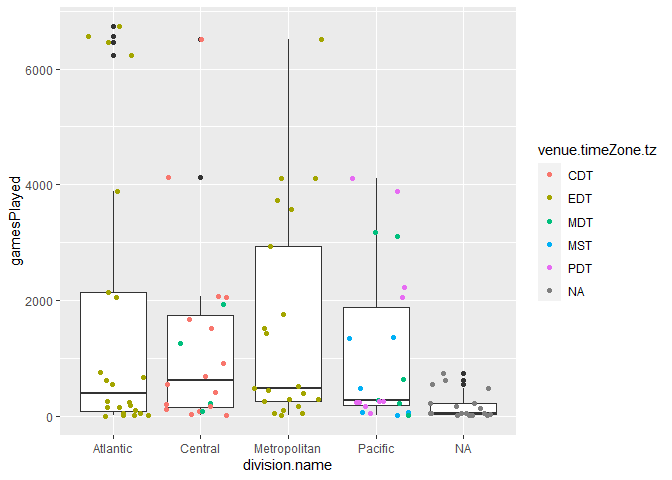 6000
4000
2000
0
gamesPlayed
Atlantic
Central
Metropolitan
Pacific
NA
division.name
venue.timeZone.tz
CDT
EDT
MDT
MST
PDT
NA